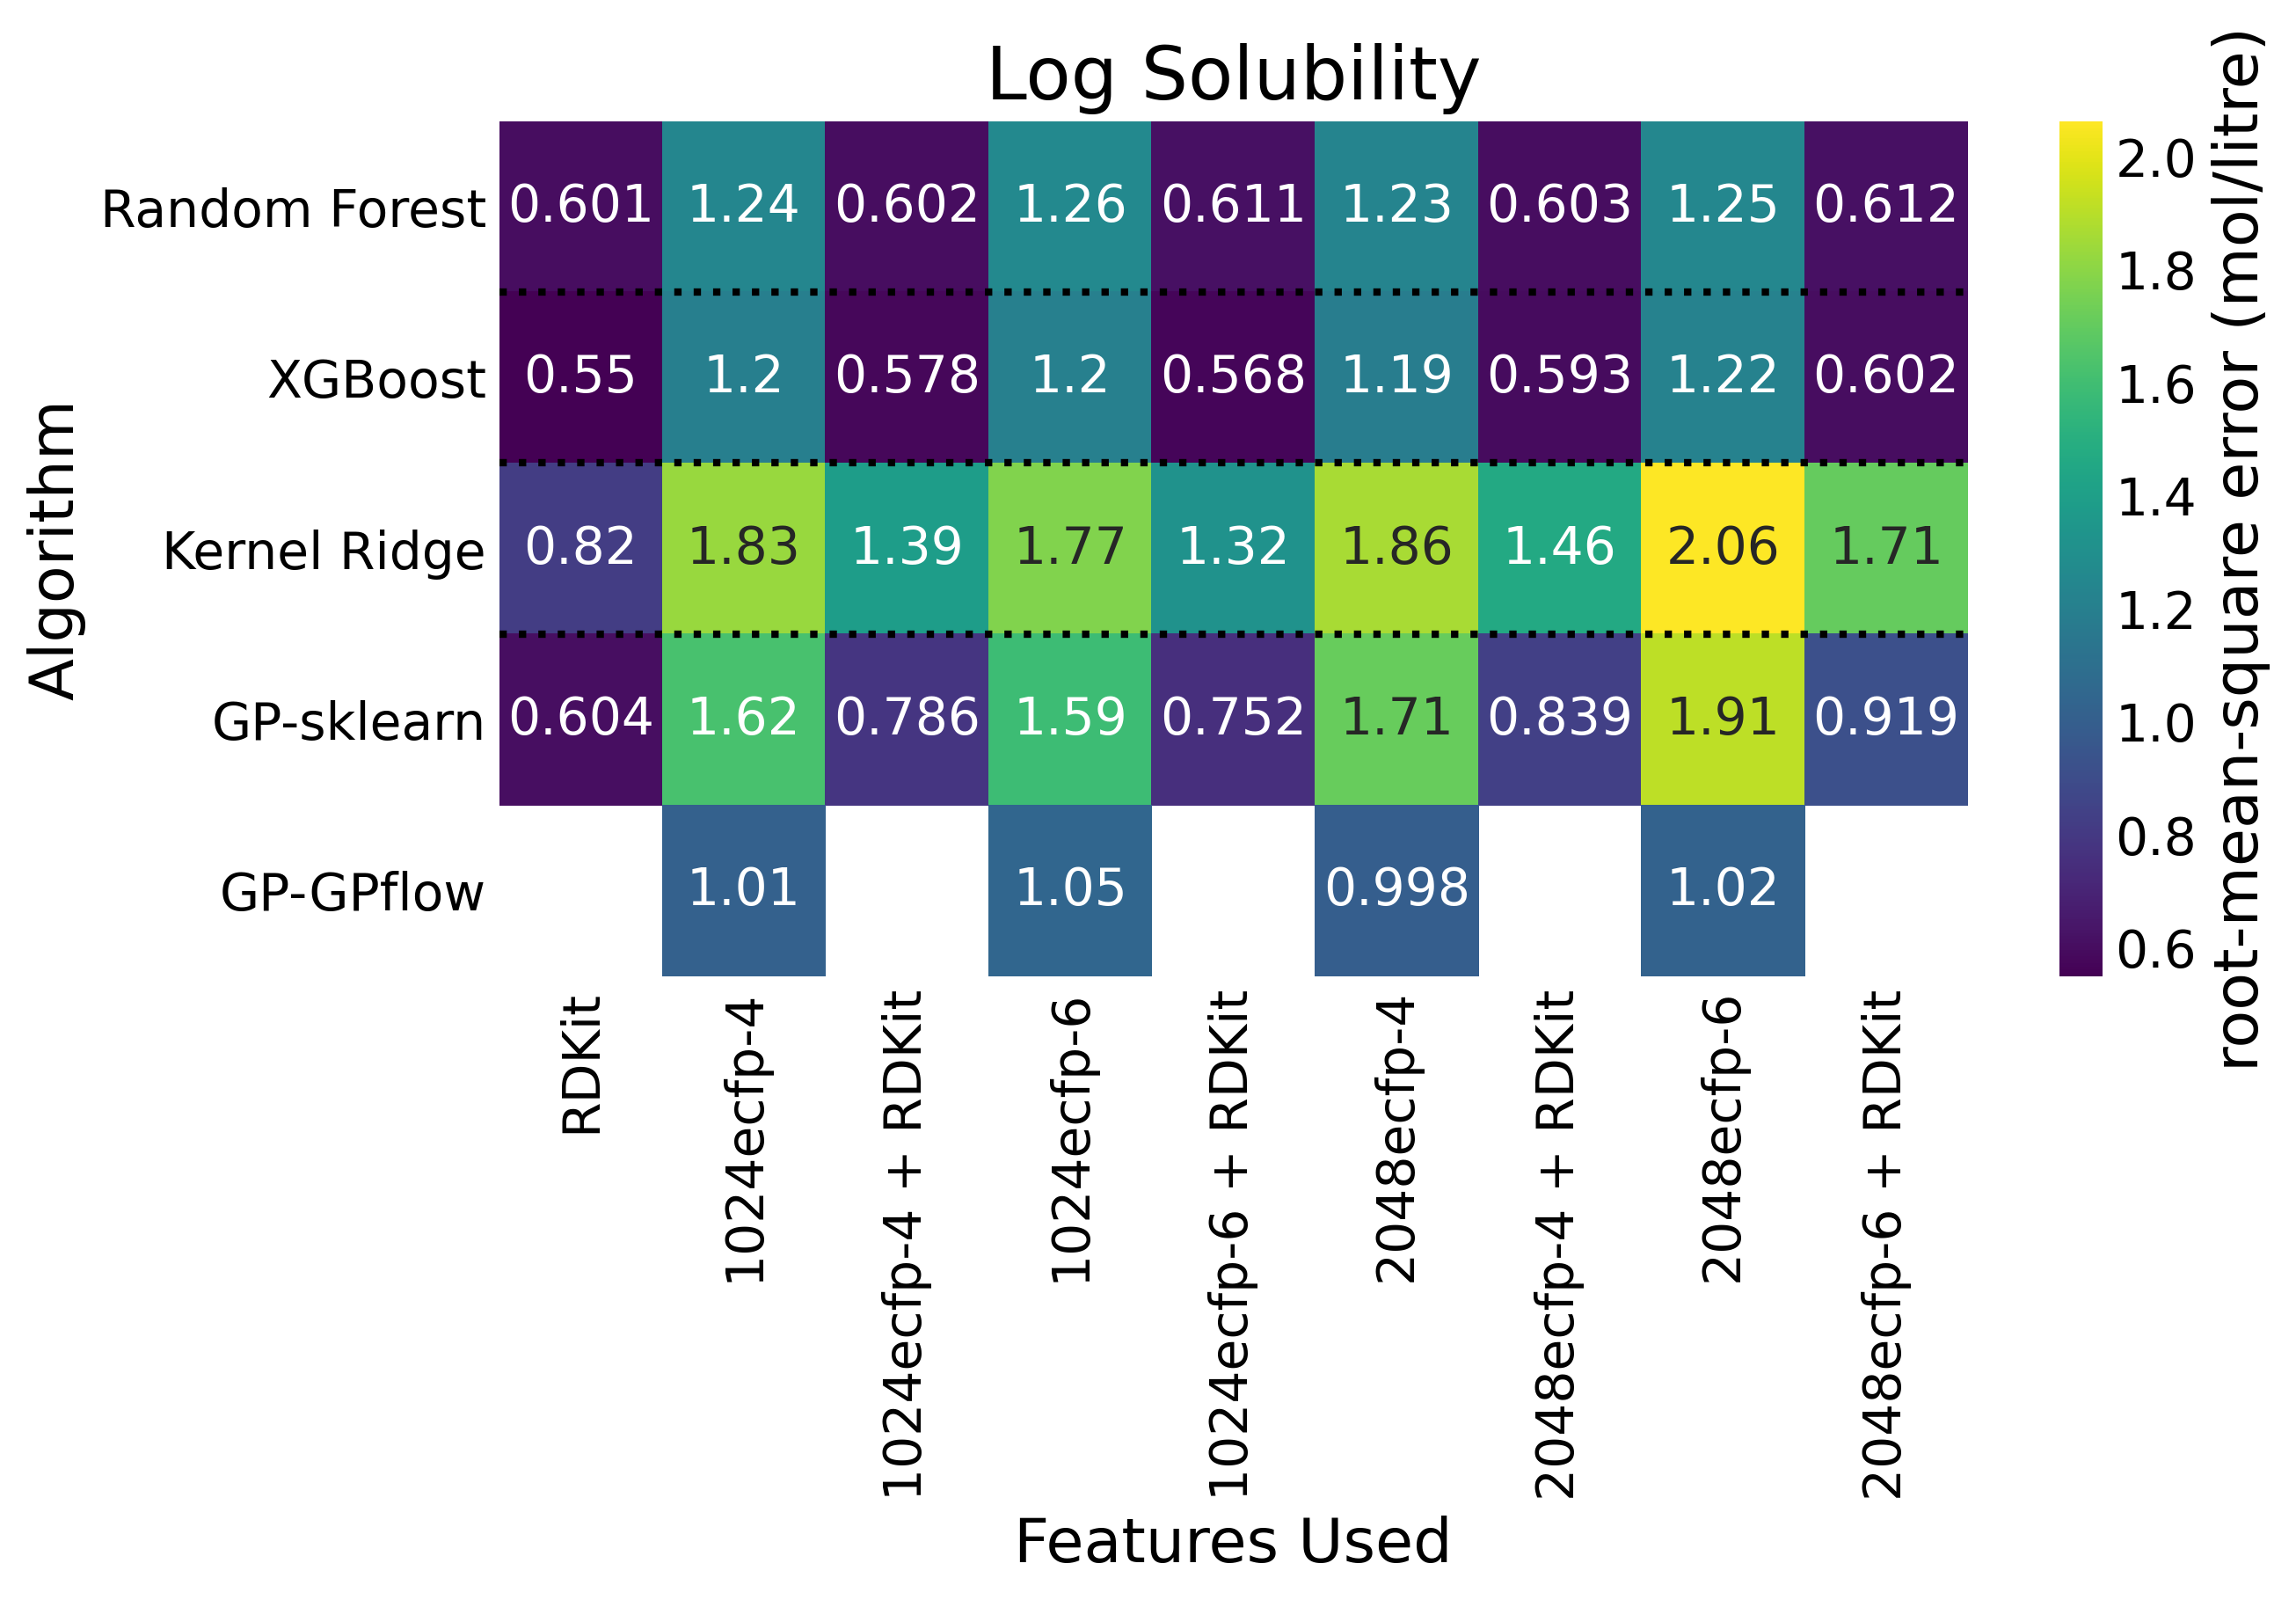 Log Solubility
Algorithm
Random Forest 0.601 1.24 0.602 1.26 0.611 1.23 0.603 1.25 0.612
XGBoost 0.55 1.2 0.578 1.2 0.568 1.19 0.593 1.22 0.602
Kernel Ridge 0.82 1.83 1.39 1.77 1.32 1.86 1.46 2.06 1.71
GP-sklearn 0.604 1.62 0.786 1.59 0.752 1.71 0.839 1.91 0.919
GP-GPflow 1.01 1.05 0.998 1.02
RDKit
1024ecfp-4
1024ecfp-4 + RDKit
1024ecfp-6
1024ecfp-6 + RDKit
2048ecfp-4
2048ecfp-4 + RDKit
2048ecfp-6
2048ecfp-6 + RDKit
Features Used
2.0
1.8
1.6
1.4
1.2
1.0
0.8
0.6
root-mean-square error (mol/litre)